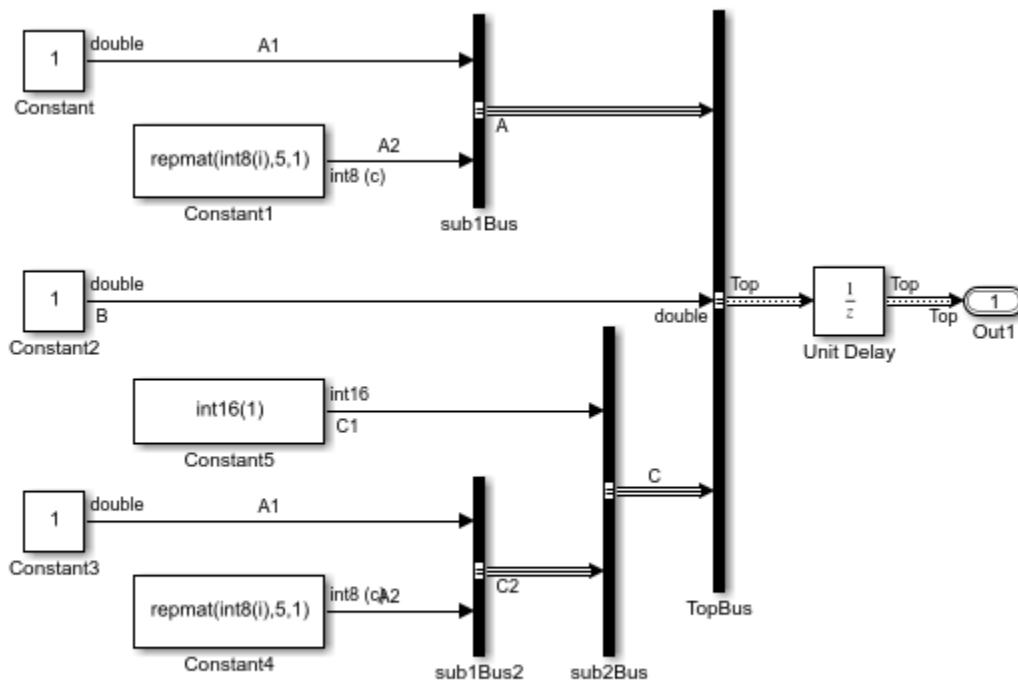 double
A1
1
Constant
A
A2
repmat(int8(i),5,1)
int8 (c)
Constant1
sub1Bus
double
1
B
Constant2
double
Top
Top
Top
1
z
Unit Delay
1
Out1
int16
int16(1)
C1
Constant5
C
double
A1
1
Constant3
C2
int8 (c)
A2
repmat(int8(i),5,1)
Constant4
sub1Bus2
sub2Bus
TopBus